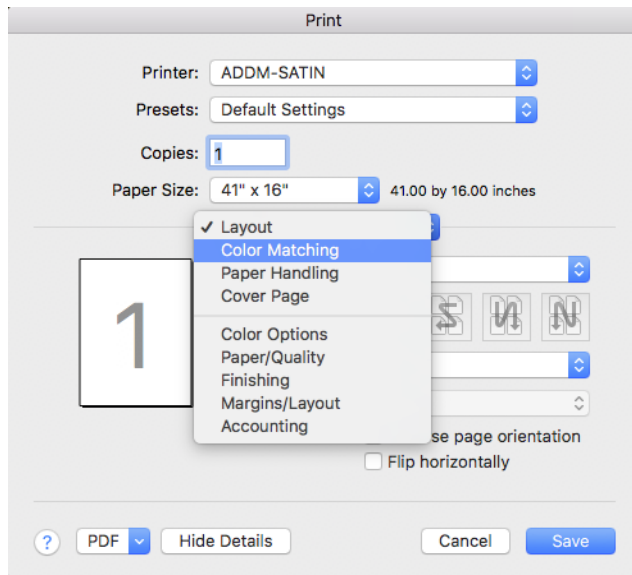 Print
Printer: ADDM-SATIN
Presets: Default Settings
Copies: 1
Paper Size: 41" x 16" 41.00 by 16.00 inches
✓ Layout
Color Matching
Paper Handling
Cover Page
Color Options
Paper/Quality
Finishing
Margins/Layout
Accounting
1
se page orientation
Flip horizontally
? PDF Hide Details Cancel Save